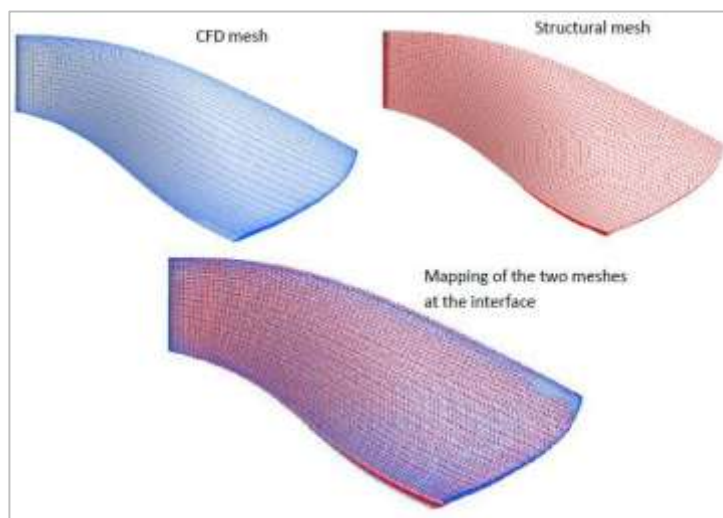 CFD mesh
Structural mesh
Mapping of the two meshes
at the interface